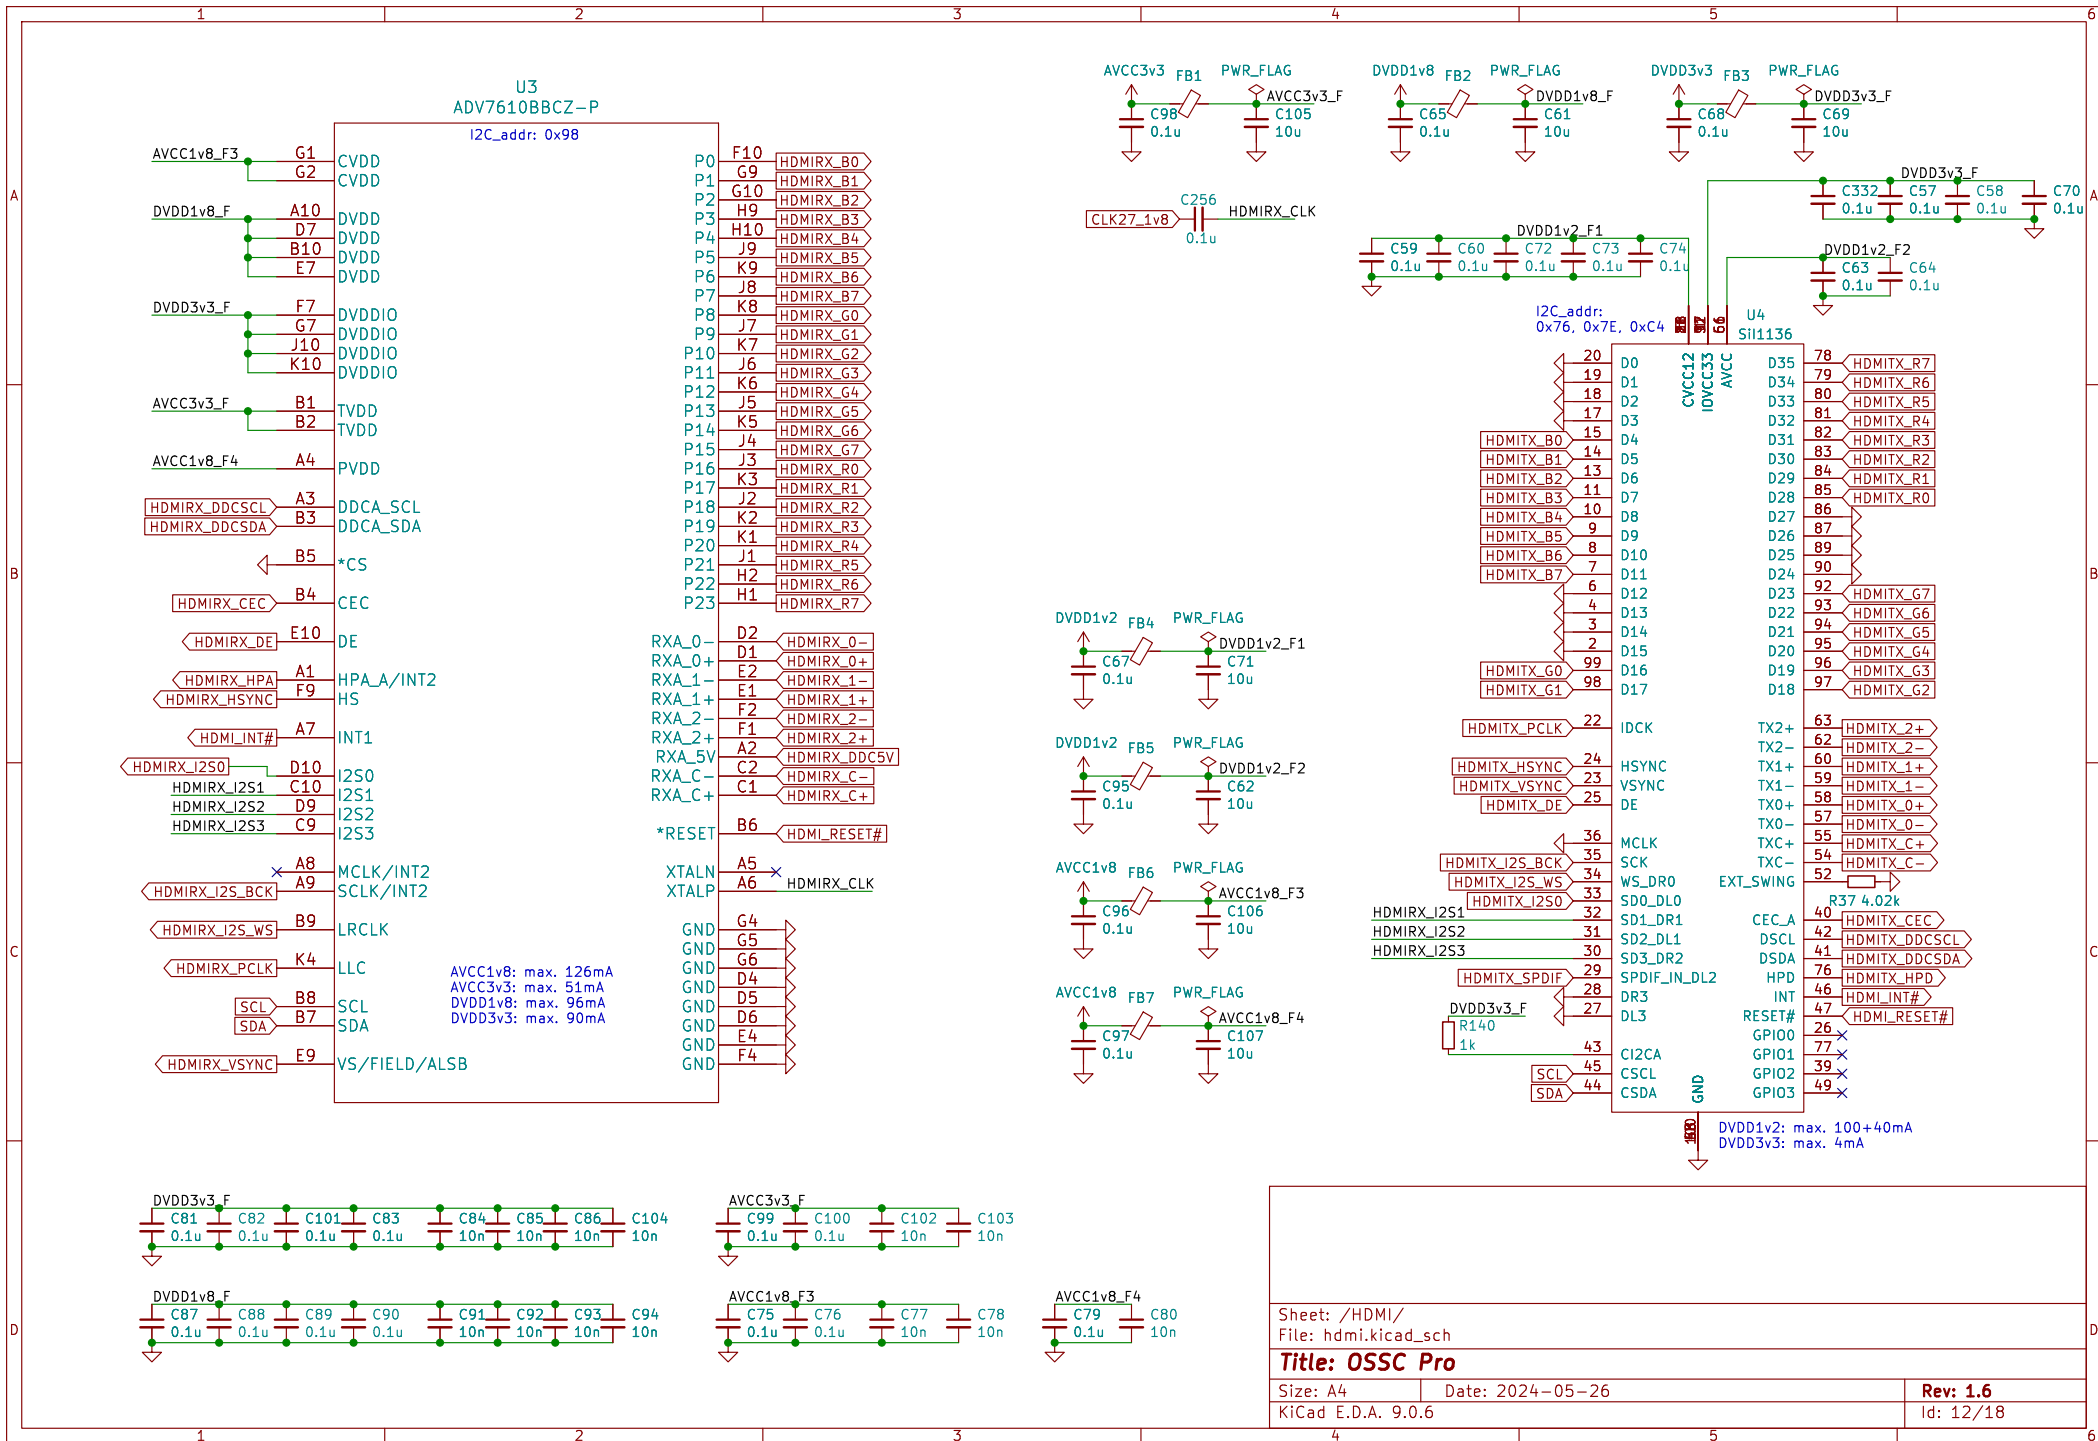 1 2 3 4 5 6
A
B
C
D
U3
ADV7610BBCZ-P
I2C_addr: 0x98
AVCC1v8_F3
G1 CVDD
G2 CVDD
DVDD1v8_F
A10 DVDD
D7 DVDD
B10 DVDD
E7 DVDD
DVDD3v3_F
F7 DVDDIO
G7 DVDDIO
J10 DVDDIO
K10 DVDDIO
AVCC3v3_F
B1 TVDD
B2 TVDD
AVCC1v8_F4 A4 PVDD
HDMIRX_DDCSCL A3 DDCA_SCL
HDMIRX_DDCSDA B3 DDCA_SDA
B5 *CS
HDMIRX_CEC B4 CEC
HDMIRX_DE E10 DE
HDMIRX_HPA A1 HPA_A/INT2
HDMIRX_HSYNC F9 HS
HDMI_INT# A7 INT1
HDMIRX_I2S0 D10 I2S0
HDMIRX_I2S1 C10 I2S1
HDMIRX_I2S2 D9 I2S2
HDMIRX_I2S3 C9 I2S3
A8 MCLK/INT2
HDMIRX_I2S_BCK A9 SCLK/INT2
HDMIRX_I2S_WS B9 LRCLK
HDMIRX_PCLK K4 LLC
SCL B8 SCL
SDA B7 SDA
HDMIRX_VSYNC E9 VS/FIELD/ALSB
P0 F10 HDMIRX_B0
P1 G9 HDMIRX_B1
P2 G10 HDMIRX_B2
P3 H9 HDMIRX_B3
P4 H10 HDMIRX_B4
P5 J9 HDMIRX_B5
P6 K9 HDMIRX_B6
P7 J8 HDMIRX_B7
P8 K8 HDMIRX_G0
P9 J7 HDMIRX_G1
P10 K7 HDMIRX_G2
P11 J6 HDMIRX_G3
P12 K6 HDMIRX_G4
P13 J5 HDMIRX_G5
P14 K5 HDMIRX_G6
P15 J4 HDMIRX_G7
P16 J3 HDMIRX_R0
P17 K3 HDMIRX_R1
P18 J2 HDMIRX_R2
P19 K2 HDMIRX_R3
P20 K1 HDMIRX_R4
P21 J1 HDMIRX_R5
P22 H2 HDMIRX_R6
P23 H1 HDMIRX_R7
RXA_0- D2 HDMIRX_0-
RXA_0+ D1 HDMIRX_0+
RXA_1- E2 HDMIRX_1-
RXA_1+ E1 HDMIRX_1+
RXA_2- F2 HDMIRX_2-
RXA_2+ F1 HDMIRX_2+
RXA_5V A2 HDMIRX_DDC5V
RXA_C- C2 HDMIRX_C-
RXA_C+ C1 HDMIRX_C+
*RESET B6 HDMI_RESET#
XTALN A5
XTALP A6 HDMIRX_CLK
GND G4
GND G5
GND G6
GND D4
GND D5
GND D6
GND E4
GND F4
AVCC1v8: max. 126mA
AVCC3v3: max. 51mA
DVDD1v8: max. 96mA
DVDD3v3: max. 90mA
AVCC3v3 FB1 PWR_FLAG AVCC3v3_F
C98 0.1u C105 10u
DVDD1v8 FB2 PWR_FLAG DVDD1v8_F
C65 0.1u C61 10u
DVDD3v3 FB3 PWR_FLAG DVDD3v3_F
C68 0.1u C69 10u
CLK27_1v8 C256 0.1u HDMIRX_CLK
DVDD3v3_F
C332 C57 C58 C70
0.1u 0.1u 0.1u 0.1u
DVDD1v2_F1
C59 C60 C72 C73 C74
0.1u 0.1u 0.1u 0.1u 0.1u
DVDD1v2_F2
C63 C64
0.1u 0.1u
DVDD1v2 FB4 PWR_FLAG DVDD1v2_F1
C67 0.1u C71 10u
DVDD1v2 FB5 PWR_FLAG DVDD1v2_F2
C95 0.1u C62 10u
AVCC1v8 FB6 PWR_FLAG AVCC1v8_F3
C96 0.1u C106 10u
AVCC1v8 FB7 PWR_FLAG AVCC1v8_F4
C97 0.1u C107 10u
I2C_addr:
0x76, 0x7E, 0xC4
U4
SiI1136
CVCC12
IOVCC33
66 AVCC
20 D0
19 D1
18 D2
17 D3
HDMITX_B0 15 D4
HDMITX_B1 14 D5
HDMITX_B2 13 D6
HDMITX_B3 11 D7
HDMITX_B4 10 D8
HDMITX_B5 9 D9
HDMITX_B6 8 D10
HDMITX_B7 7 D11
6 D12
4 D13
3 D14
2 D15
HDMITX_G0 99 D16
HDMITX_G1 98 D17
HDMITX_PCLK 22 IDCK
HDMITX_HSYNC 24 HSYNC
HDMITX_VSYNC 23 VSYNC
HDMITX_DE 25 DE
36 MCLK
HDMITX_I2S_BCK 35 SCK
HDMITX_I2S_WS 34 WS_DR0
HDMITX_I2S0 33 SD0_DL0
HDMIRX_I2S1 32 SD1_DR1
HDMIRX_I2S2 31 SD2_DL1
HDMIRX_I2S3 30 SD3_DR2
HDMITX_SPDIF 29 SPDIF_IN_DL2
28 DR3
27 DL3
DVDD3v3_F
R140
1k
43 CI2CA
SCL 45 CSCL
SDA 44 CSDA
D35 78 HDMITX_R7
D34 79 HDMITX_R6
D33 80 HDMITX_R5
D32 81 HDMITX_R4
D31 82 HDMITX_R3
D30 83 HDMITX_R2
D29 84 HDMITX_R1
D28 85 HDMITX_R0
D27 86
D26 87
D25 89
D24 90
D23 92 HDMITX_G7
D22 93 HDMITX_G6
D21 94 HDMITX_G5
D20 95 HDMITX_G4
D19 96 HDMITX_G3
D18 97 HDMITX_G2
TX2+ 63 HDMITX_2+
TX2- 62 HDMITX_2-
TX1+ 60 HDMITX_1+
TX1- 59 HDMITX_1-
TX0+ 58 HDMITX_0+
TX0- 57 HDMITX_0-
TXC+ 55 HDMITX_C+
TXC- 54 HDMITX_C-
EXT_SWING 52
R37 4.02k
CEC_A 40 HDMITX_CEC
DSCL 42 HDMITX_DDCSCL
DSDA 41 HDMITX_DDCSDA
HPD 76 HDMITX_HPD
INT 46 HDMI_INT#
RESET# 47 HDMI_RESET#
GPIO0 26
GPIO1 77
GPIO2 39
GPIO3 49
GND
DVDD1v2: max. 100+40mA
DVDD3v3: max. 4mA
DVDD3v3_F
C81 C82 C101 C83 C84 C85 C86 C104
0.1u 0.1u 0.1u 0.1u 10n 10n 10n 10n
AVCC3v3_F
C99 C100 C102 C103
0.1u 0.1u 10n 10n
DVDD1v8_F
C87 C88 C89 C90 C91 C92 C93 C94
0.1u 0.1u 0.1u 0.1u 10n 10n 10n 10n
AVCC1v8_F3
C75 C76 C77 C78
0.1u 0.1u 10n 10n
AVCC1v8_F4
C79 C80
0.1u 10n
Sheet: /HDMI/
File: hdmi.kicad_sch
Title: OSSC Pro
Size: A4 Date: 2024-05-26 Rev: 1.6
KiCad E.D.A. 9.0.6 Id: 12/18
A
B
C
D
1 2 3 4 5 6